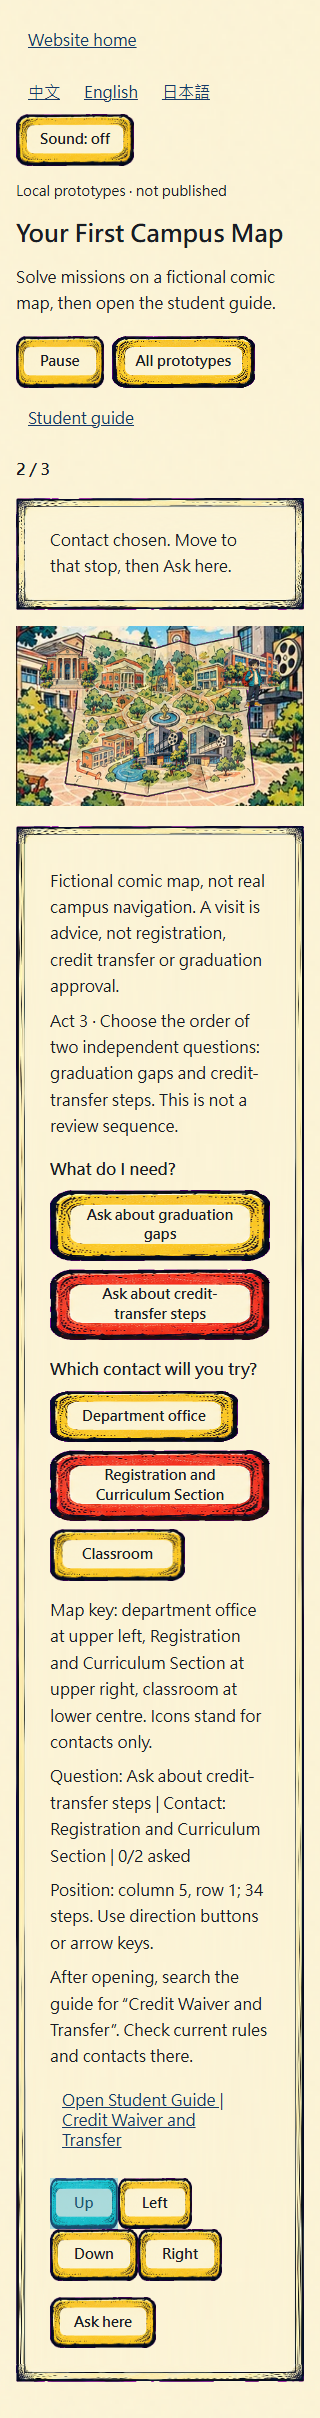 Website home
中文 English 日本語
Sound: off
Local prototypes · not published
Your First Campus Map
Solve missions on a fictional comic
map, then open the student guide.
Pause All prototypes
Student guide
2 / 3
Contact chosen. Move to
that stop, then Ask here.
Fictional comic map, not real
campus navigation. A visit is
advice, not registration,
credit transfer or graduation
approval.
Act 3 · Choose the order of
two independent questions:
graduation gaps and credit-
transfer steps. This is not a
review sequence.
What do I need?
Ask about graduation
gaps
Ask about credit-
transfer steps
Which contact will you try?
Department office
Registration and
Curriculum Section
Classroom
Map key: department office
at upper left, Registration
and Curriculum Section at
upper right, classroom at
lower centre. Icons stand for
contacts only.
Question: Ask about credit-
transfer steps | Contact:
Registration and Curriculum
Section | 0/2 asked
Position: column 5, row 1; 34
steps. Use direction buttons
or arrow keys.
After opening, search the
guide for “Credit Waiver and
Transfer”. Check current rules
and contacts there.
Open Student Guide |
Credit Waiver and
Transfer
Up Left
Down Right
Ask here